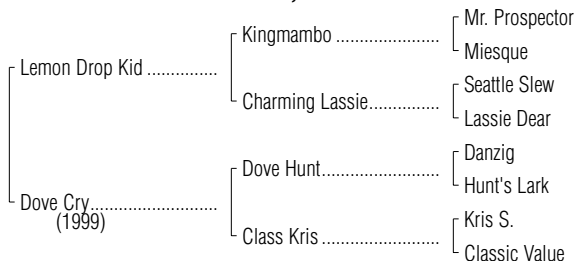 Mr. Prospector
Kingmambo ......................
Miesque
Lemon Drop Kid ...............
Seattle Slew
Charming Lassie...............
Lassie Dear
Danzig
Dove Hunt.........................
Hunt's Lark
Dove Cry...........................
(1999)
Kris S.
Class Kris .........................
Classic Value